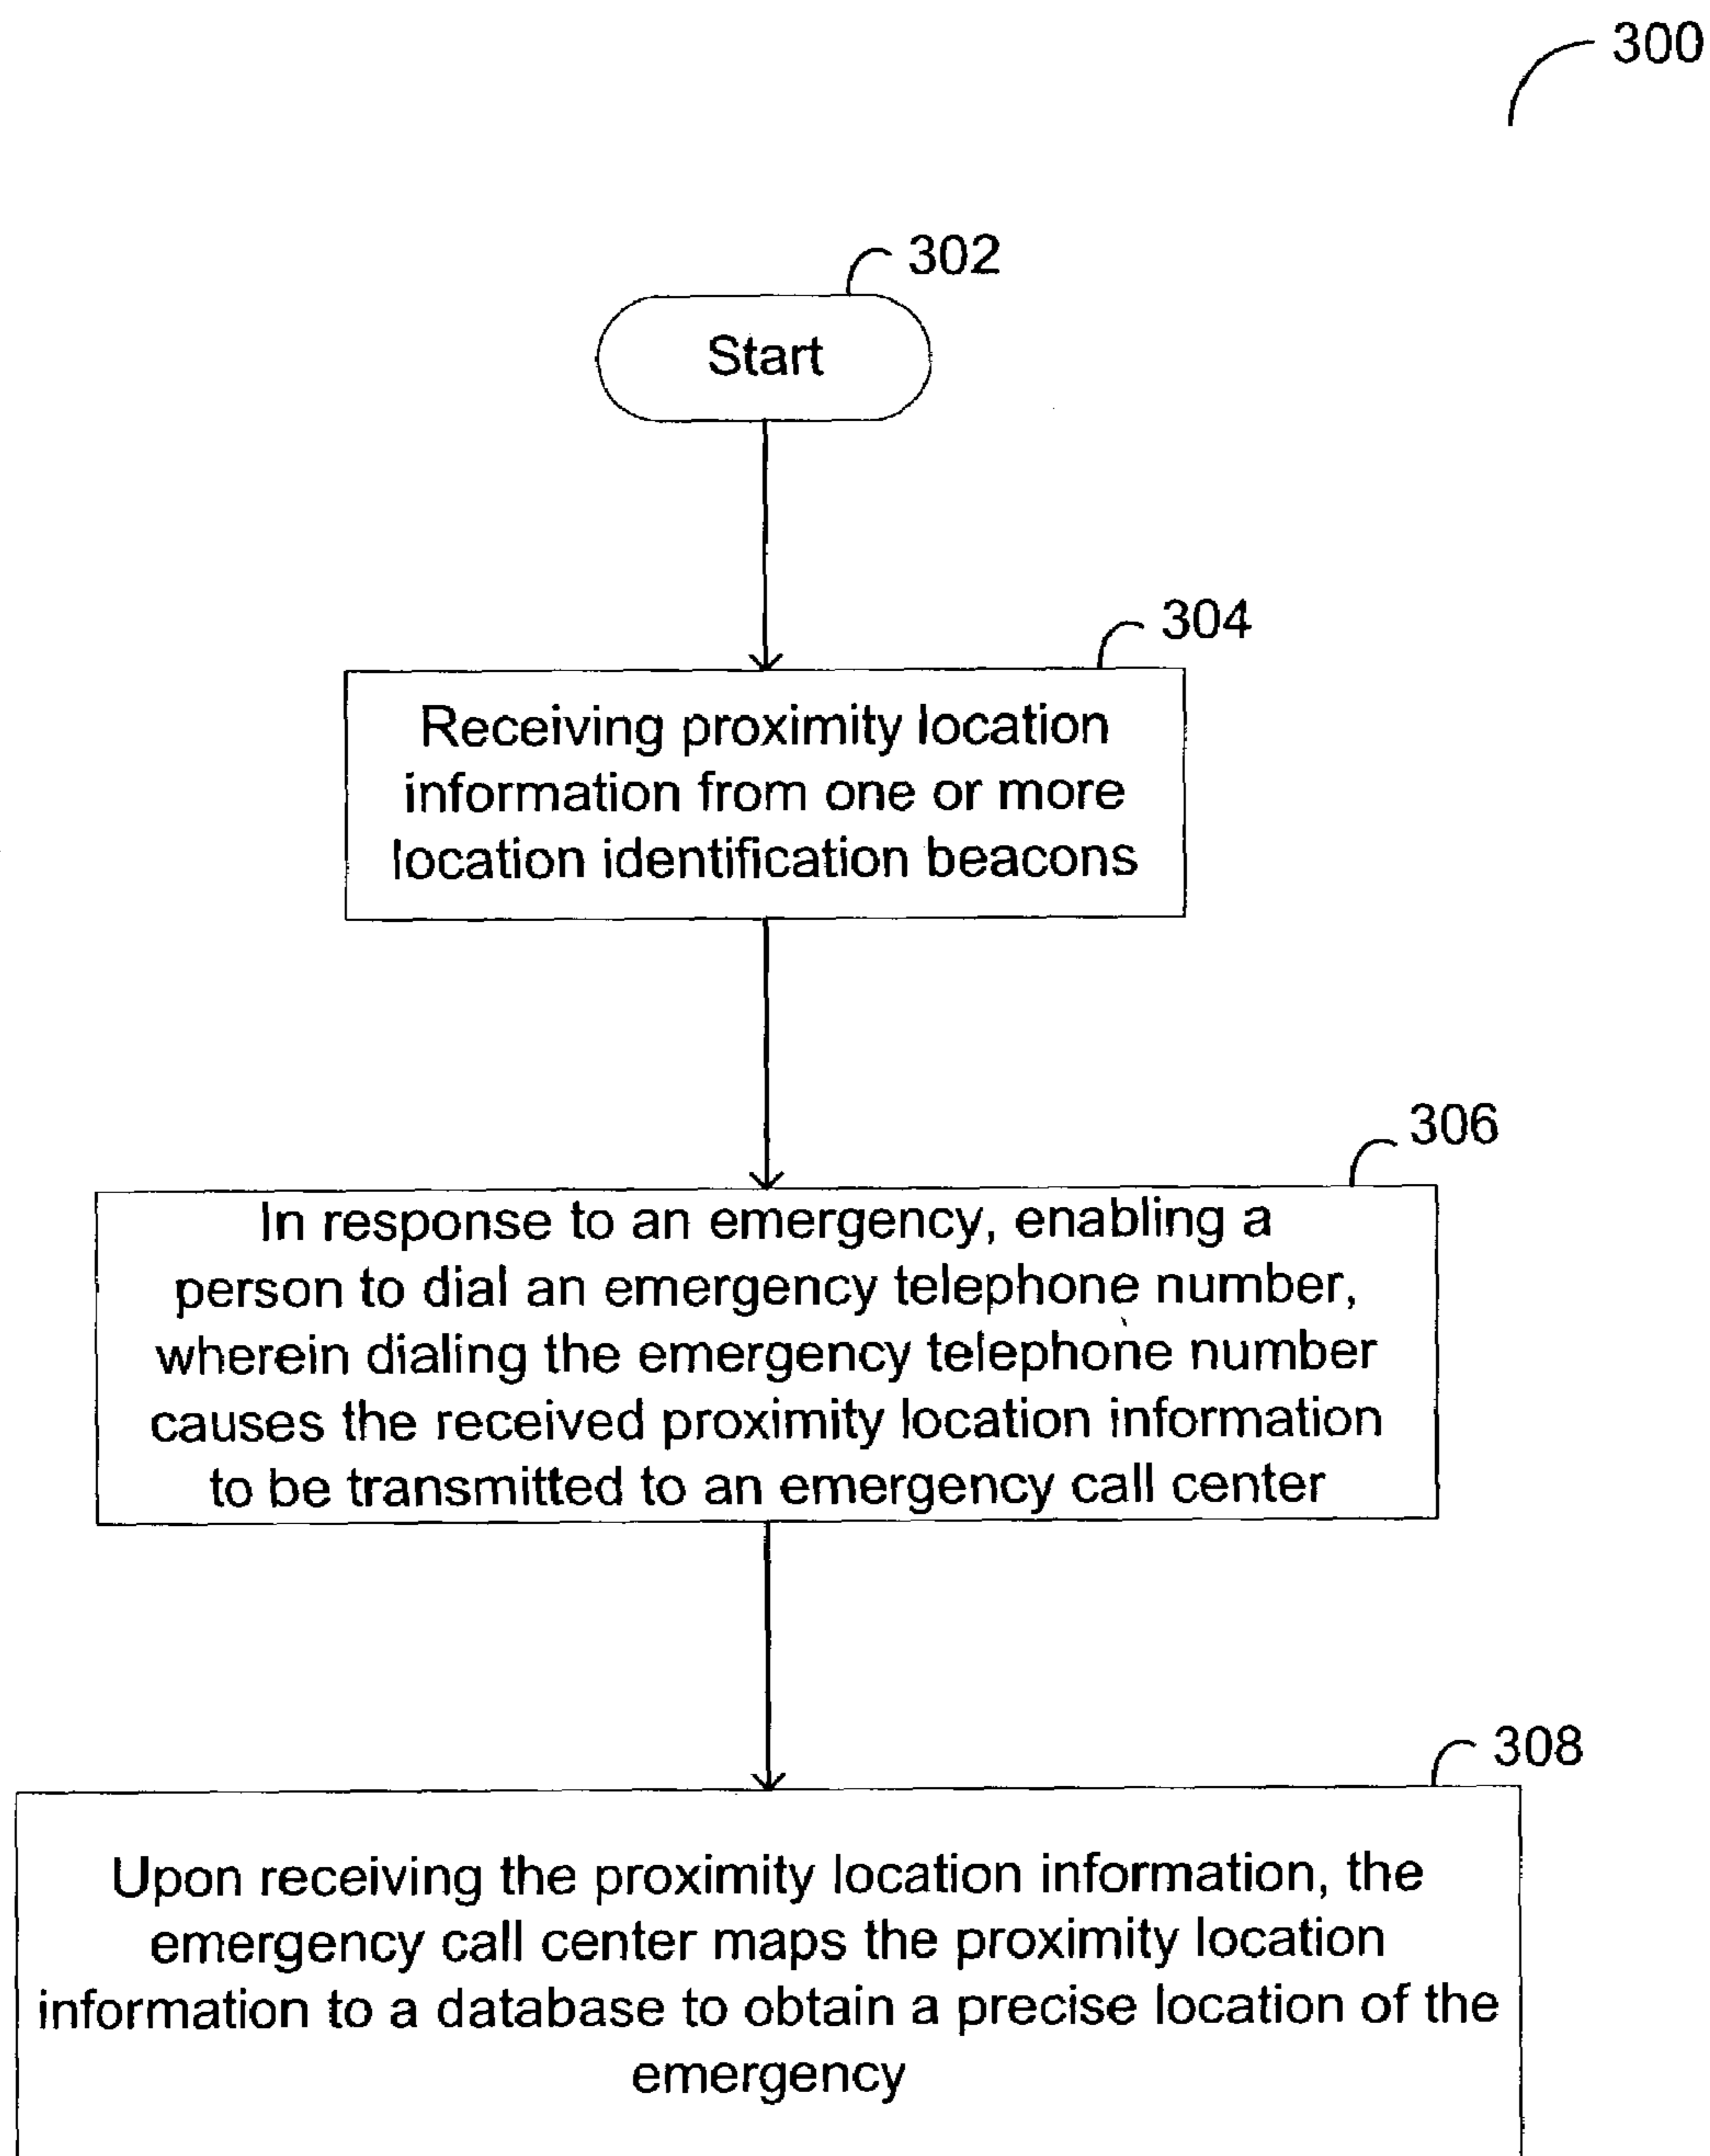 300
302
Start
304
Receiving proximity location
information from one or more
location identification beacons
306
In response to an emergency, enabling a
person to dial an emergency telephone number,
wherein dialing the emergency telephone number
causes the received proximity location information
to be transmitted to an emergency call center
308
Upon receiving the proximity location information, the
emergency call center maps the proximity location
information to a database to obtain a precise location of the
emergency